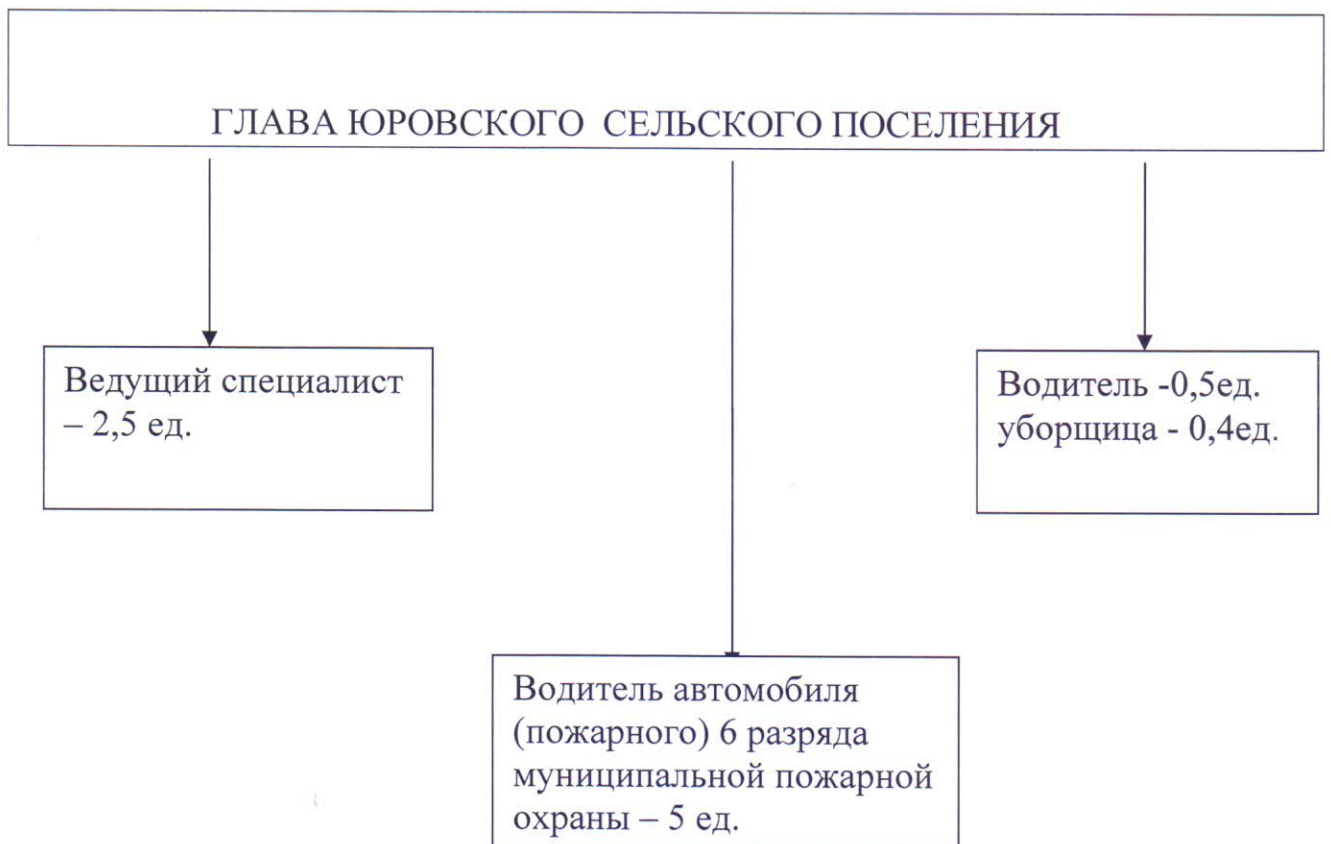 ГЛАВА ЮРОВСКОГО СЕЛЬСКОГО ПОСЕЛЕНИЯ
Ведущий специалист
– 2,5 ед.
Водитель -0,5ед.
уборщица - 0,4ед.
Водитель автомобиля
(пожарного) 6 разряда
муниципальной пожарной
охраны – 5 ед.